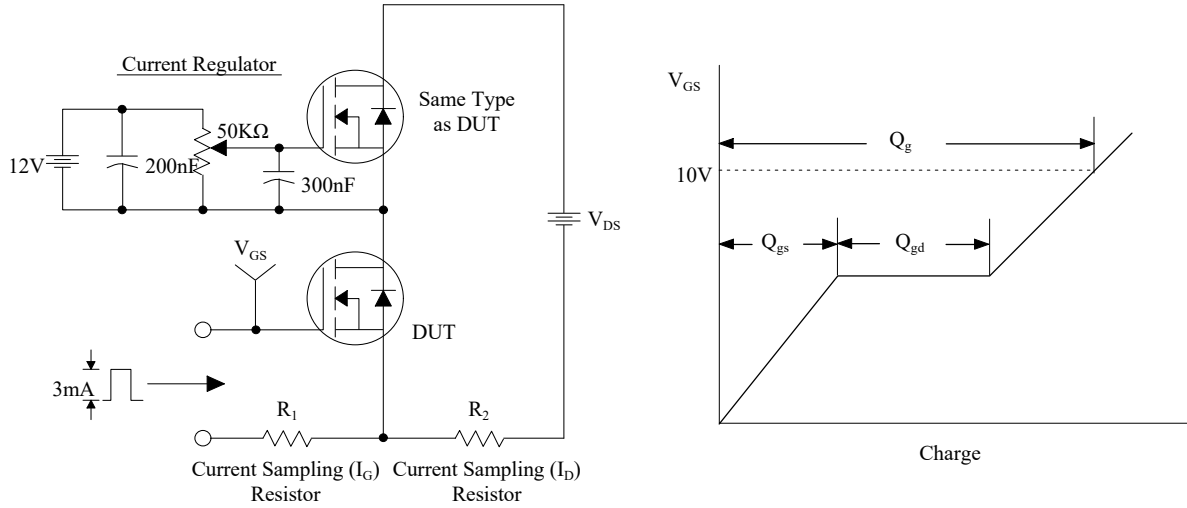 Current Regulator
Same Type
as DUT
50KΩ
12V
200nF
300nF
V_DS
V_GS
DUT
3mA
R_1
R_2
Current Sampling (I_G)
Resistor
Current Sampling (I_D)
Resistor
V_GS
Q_g
10V
Q_gs
Q_gd
Charge